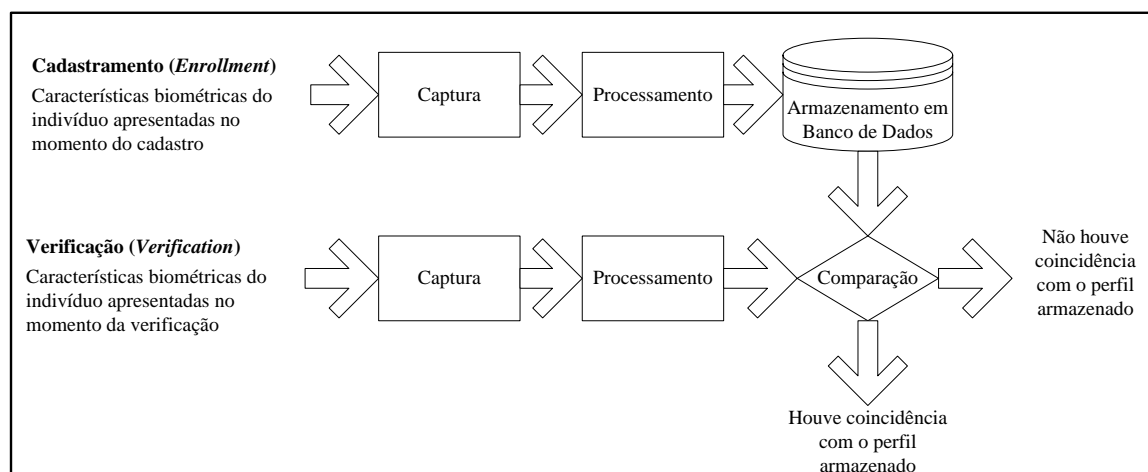 Cadastramento (Enrollment)
Características biométricas do
indivíduo apresentadas no
momento do cadastro
Captura
Processamento
Armazenamento em
Banco de Dados
Verificação (Verification)
Características biométricas do
indivíduo apresentadas no
momento da verificação
Captura
Processamento
Comparação
Não houve
coincidência
com o perfil
armazenado
Houve coincidência
com o perfil
armazenado